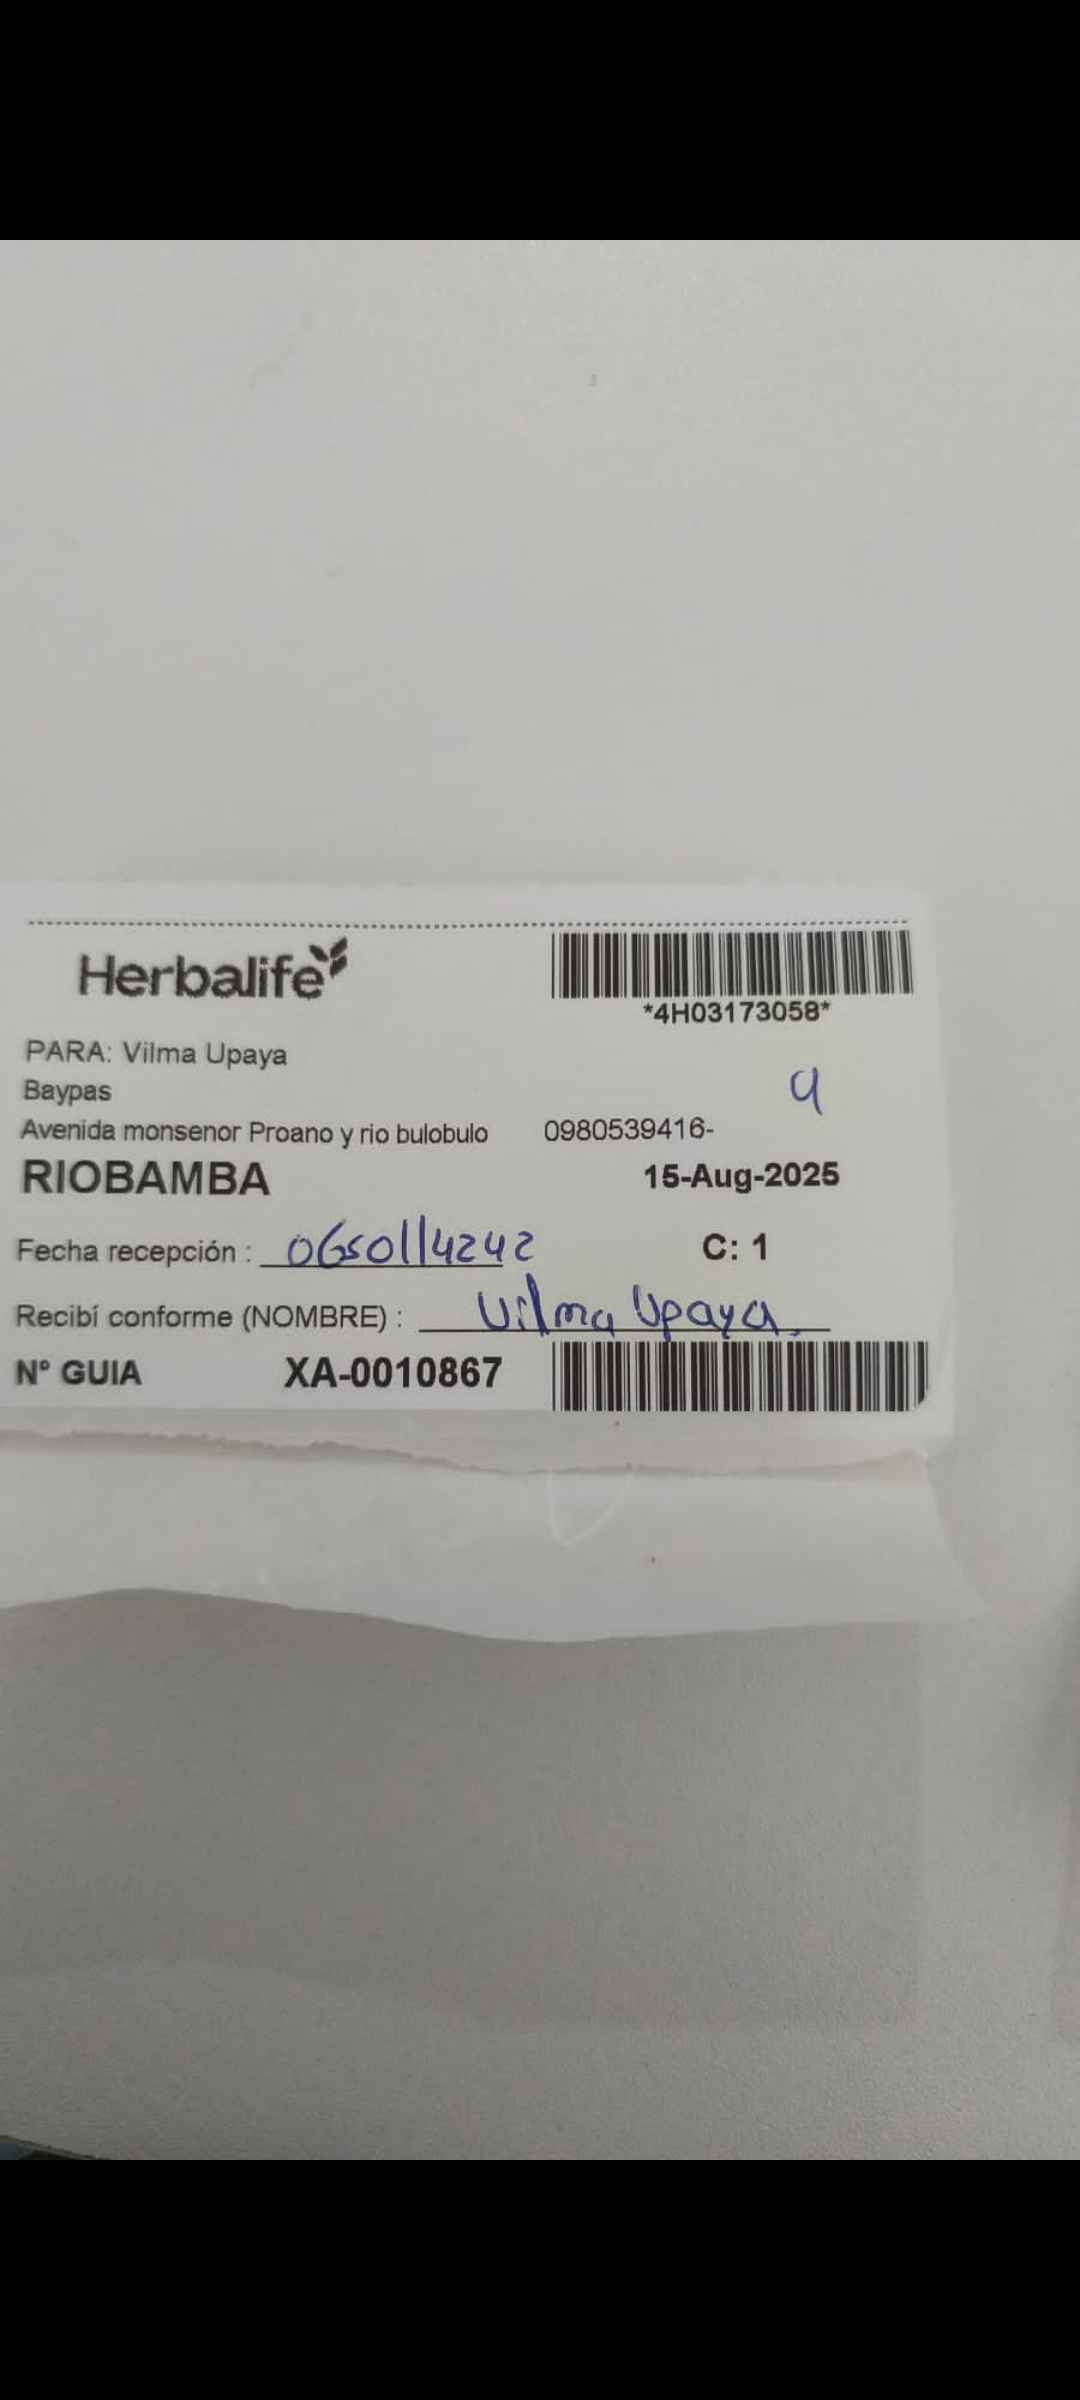 Herbalife
*4H03173058*
PARA: Vilma Upaya
Baypas
Avenida monsenor Proano y rio bulobulo 0980539416-
RIOBAMBA 15-Aug-2025
Fecha recepción : 0650114242 C: 1
Recibí conforme (NOMBRE) : Vilma Upaya.
Nº GUIA XA-0010867